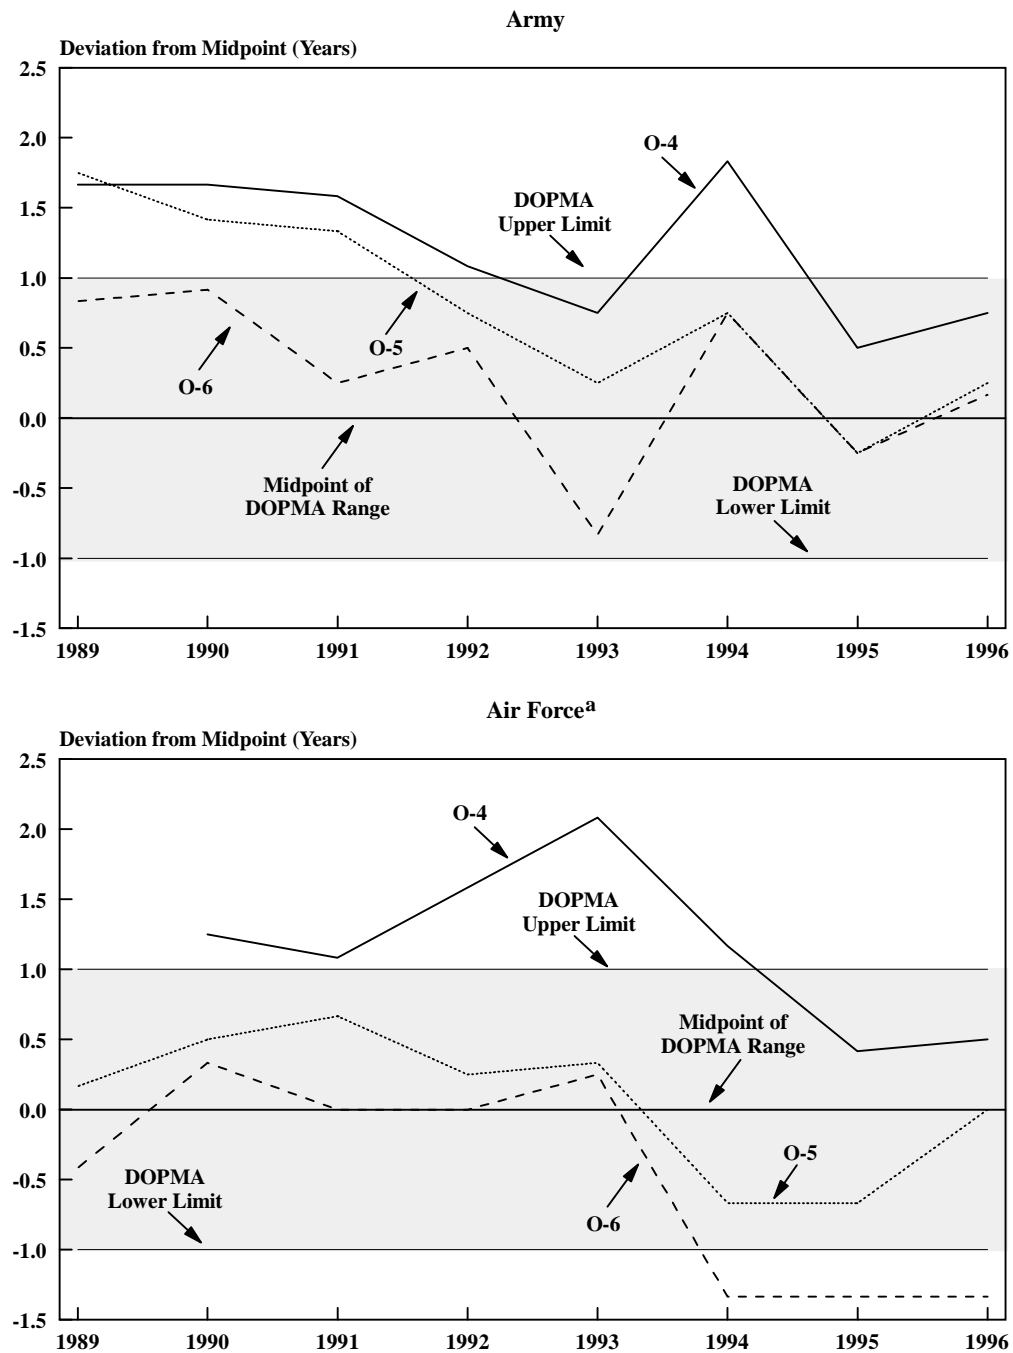 Army
Deviation from Midpoint (Years)
2.5
2.0
O-4
DOPMA
Upper Limit
1.5
1.0
0.5
O-5
O-6
0.0
Midpoint of
DOPMA Range
DOPMA
Lower Limit
-0.5
-1.0
-1.5
1989 1990 1991 1992 1993 1994 1995 1996
Air Forceᵃ
Deviation from Midpoint (Years)
2.5
O-4
2.0
DOPMA
Upper Limit
1.5
1.0
Midpoint of
DOPMA Range
0.5
0.0
O-5
DOPMA
Lower Limit
-0.5
O-6
-1.0
-1.5
1989 1990 1991 1992 1993 1994 1995 1996